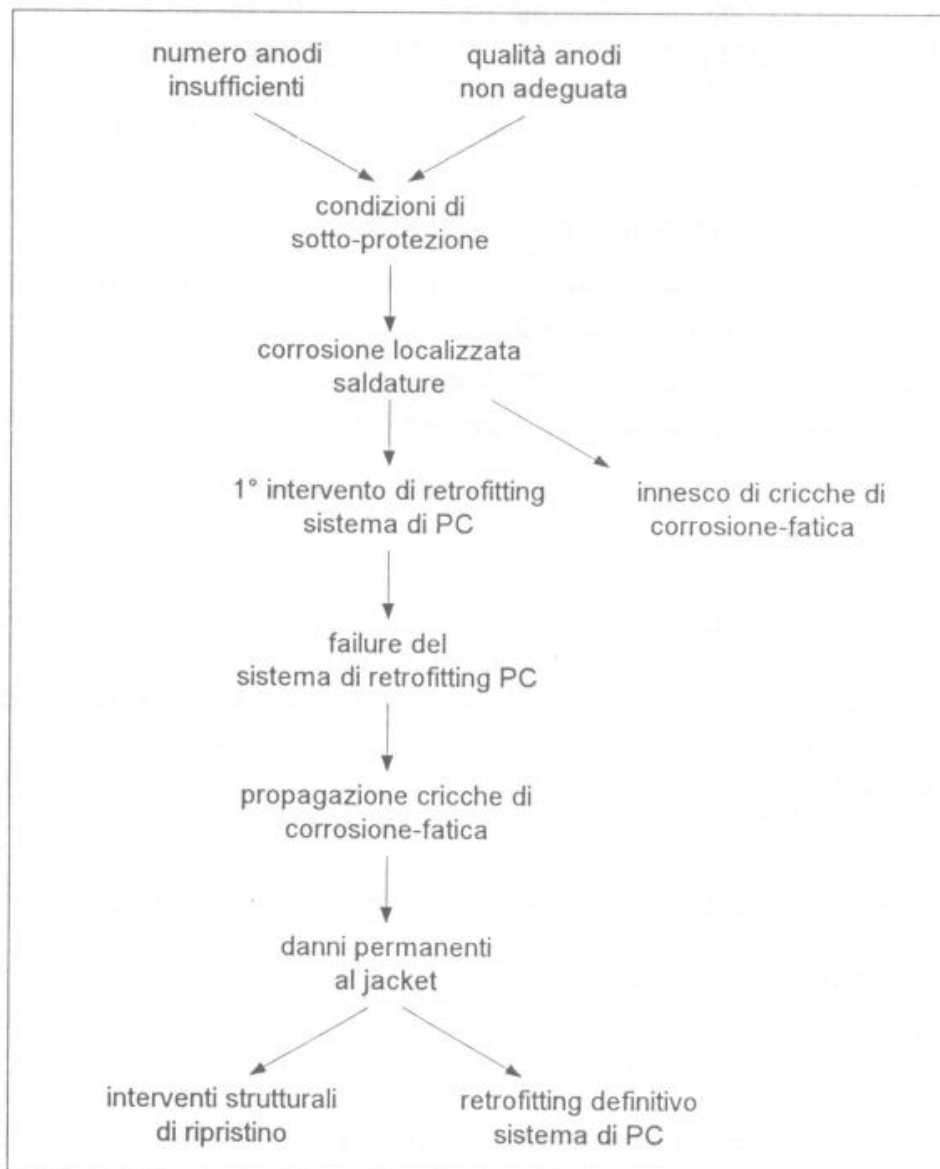 numero anodi
insufficienti
qualità anodi
non adeguata
condizioni di
sotto-protezione
corrosione localizzata
saldature
1° intervento di retrofitting
sistema di PC
innesco di cricche di
corrosione-fatica
failure del
sistema di retrofitting PC
propagazione cricche di
corrosione-fatica
danni permanenti
al jacket
interventi strutturali
di ripristino
retrofitting definitivo
sistema di PC